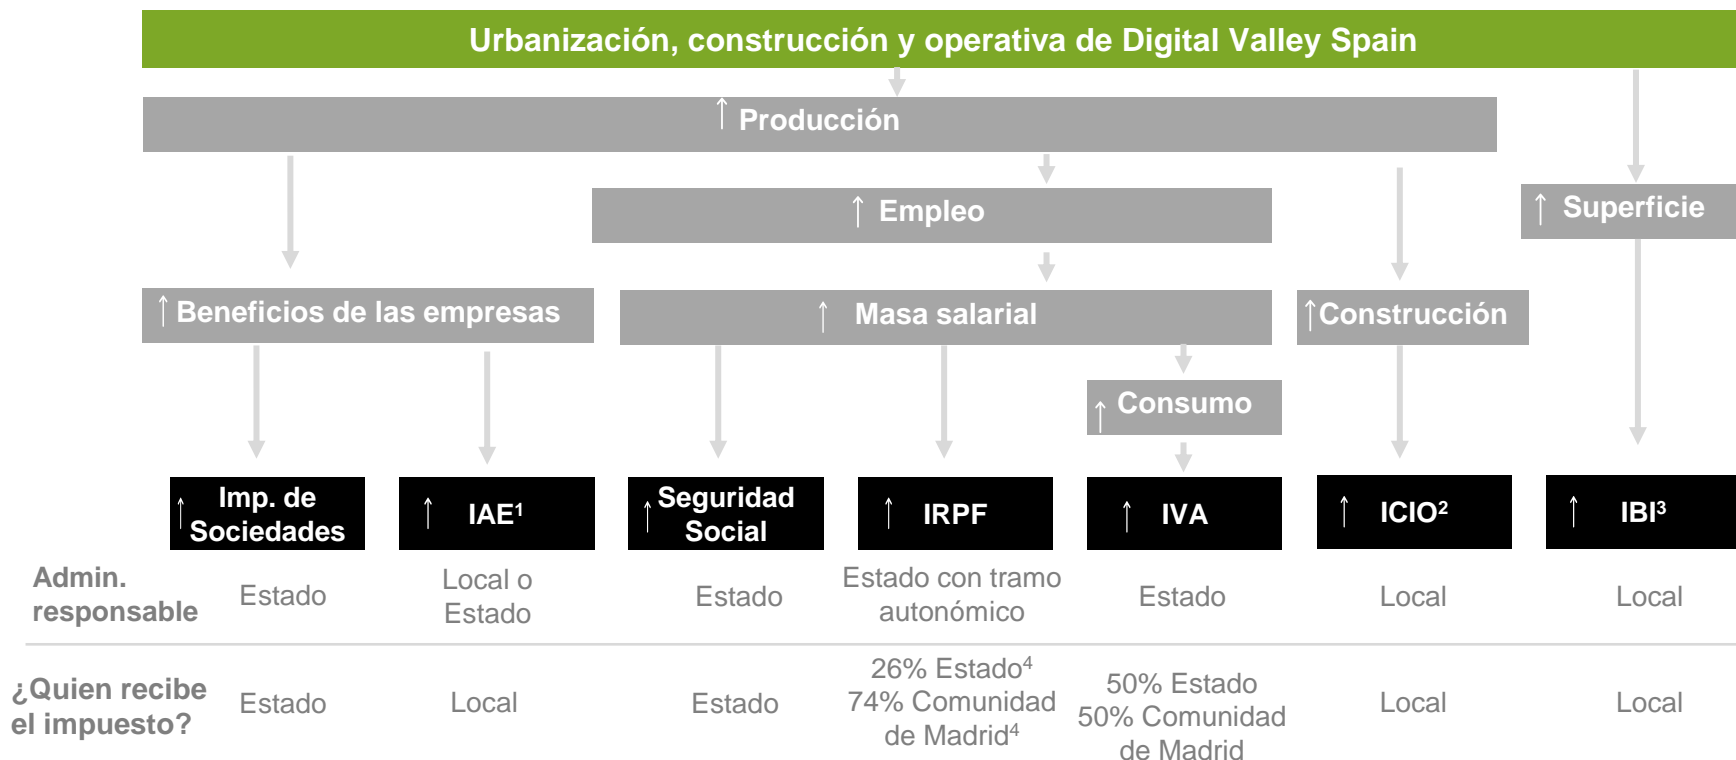 Urbanización, construcción y operativa de Digital Valley Spain
↑ Producción
↑ Empleo
↑ Superficie
↑ Beneficios de las empresas
↑ Masa salarial
↑ Construcción
↑ Consumo
↑ Imp. de
Sociedades
↑ IAE¹
↑ Seguridad
Social
↑ IRPF
↑ IVA
↑ ICIO²
↑ IBI³
Admin.
responsable
Estado
Local o
Estado
Estado
Estado con tramo
autonómico
Estado
Local
Local
¿Quien recibe
el impuesto?
Estado
Local
Estado
26% Estado⁴
74% Comunidad
de Madrid⁴
50% Estado
50% Comunidad
de Madrid
Local
Local